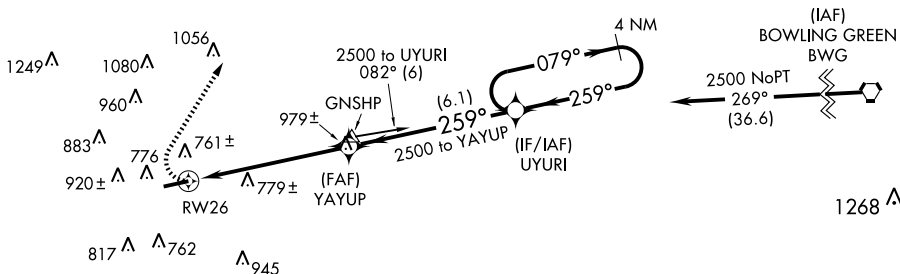 1249
1080
1056
960
883
776
761±
920±
RW26
817
762
945
779±
979±
GNSHP
2500 to UYURI
082° (6)
(FAF)
YAYUP
(6.1)
259°
2500 to YAYUP
079°
4 NM
259°
(IF/IAF)
UYURI
(IAF)
BOWLING GREEN
BWG
2500 NoPT
269°
(36.6)
1268